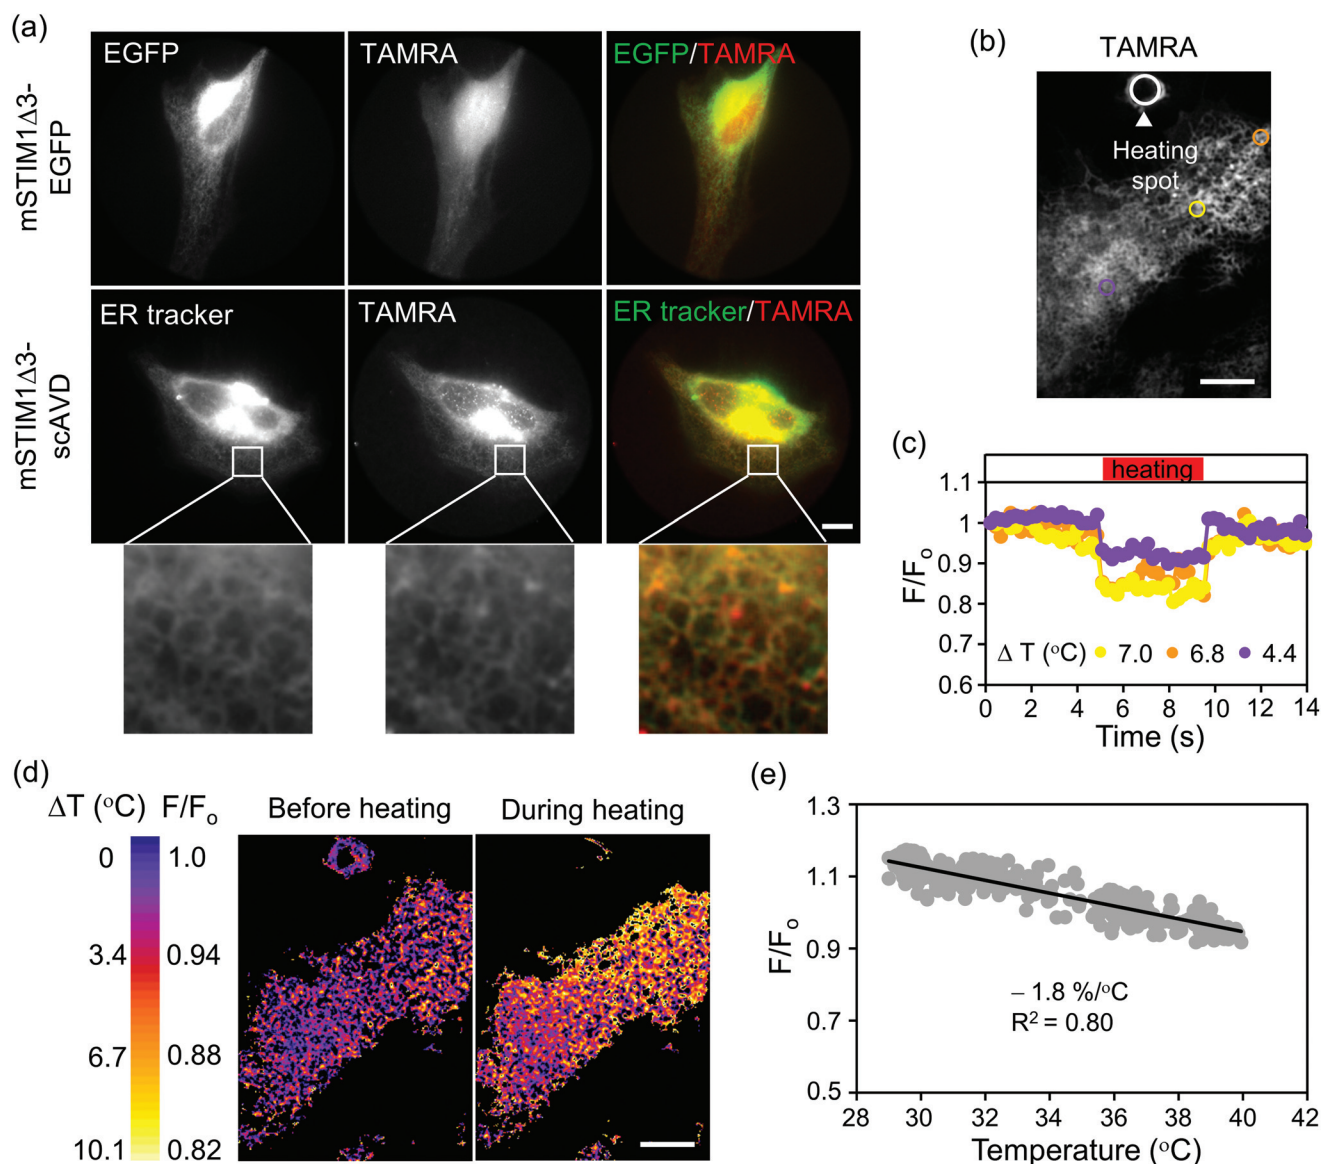 (a)
EGFP
TAMRA
EGFP/TAMRA
mSTIM1Δ3-
EGFP
ER tracker
TAMRA
ER tracker/TAMRA
mSTIM1Δ3-
scAVD
(b)
TAMRA
Heating
spot
(c)
heating
1.1
1
0.9
0.8
0.7
0.6
F/Fo
Δ T (°C) 7.0 6.8 4.4
0 2 4 6 8 10 12 14
Time (s)
(d)
ΔT (°C) F/Fo
Before heating
During heating
0 1.0
3.4 0.94
6.7 0.88
10.1 0.82
(e)
1.3
1.1
0.9
0.7
0.5
F/Fo
– 1.8 %/°C
R² = 0.80
28 30 32 34 36 38 40 42
Temperature (°C)